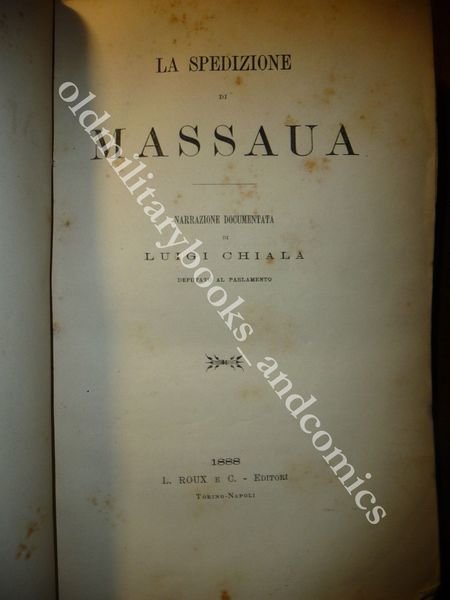 LA SPEDIZIONE
DI
MASSAUA
NARRAZIONE DOCUMENTATA
DI
LUIGI CHIALA
DEPUTATO AL PARLAMENTO
1888
L. ROUX E C. - EDITORI
TORINO-NAPOLI
oldmilitarybooks_andcomics